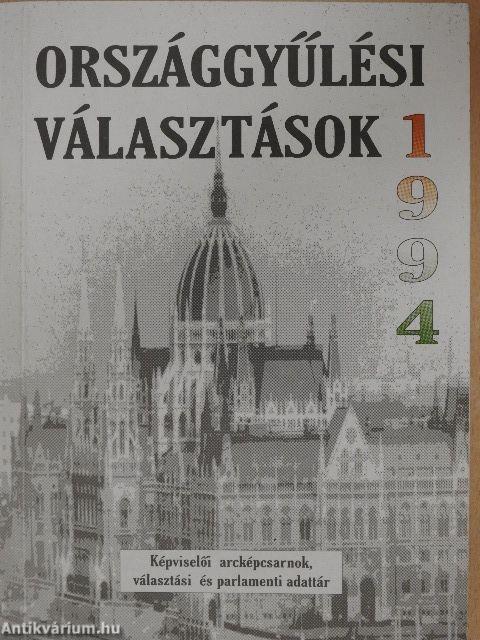 ORSZÁGGYŰLÉSI
VÁLASZTÁSOK 1
9
9
4
Képviselői arcképcsarnok,
választási és parlamenti adattár
Antikvárium.hu